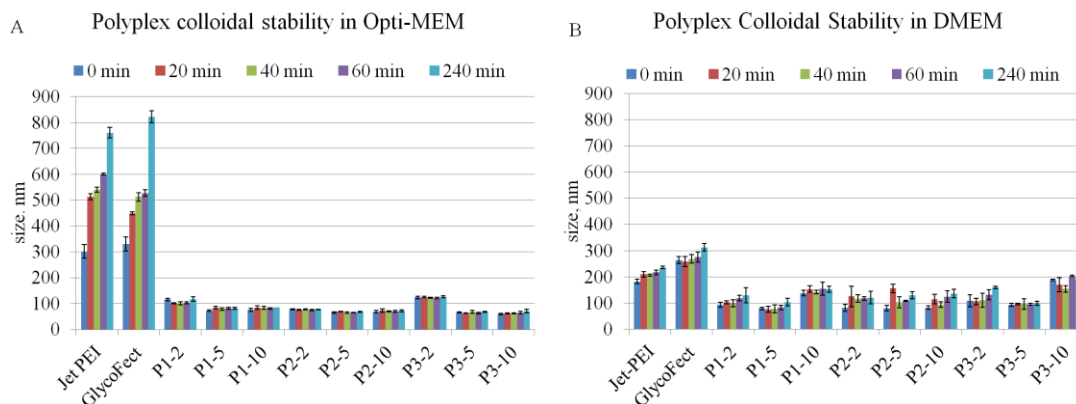 A
Polyplex colloidal stability in Opti-MEM
0 min 20 min 40 min 60 min 240 min
900
800
700
600
500
400
300
200
100
0
size, nm
Jet-PEI GlycoFect P1-2 P1-5 P1-10 P2-2 P2-5 P2-10 P3-2 P3-5 P3-10
B
Polyplex Colloidal Stability in DMEM
0 min 20 min 40 min 60 min 240 min
900
800
700
600
500
400
300
200
100
0
size, nm
Jet-PEI GlycoFect P1-2 P1-5 P1-10 P2-2 P2-5 P2-10 P3-2 P3-5 P3-10